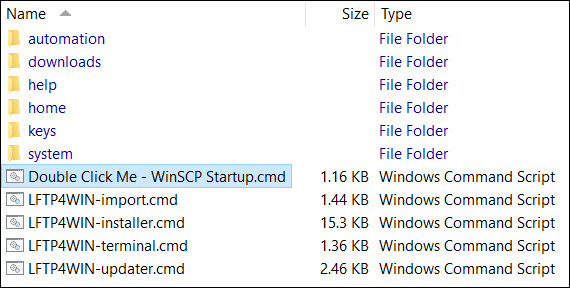 Name Size Type
automation File Folder
downloads File Folder
help File Folder
home File Folder
keys File Folder
system File Folder
Double Click Me - WinSCP Startup.cmd 1.16 KB Windows Command Script
LFTP4WIN-import.cmd 1.44 KB Windows Command Script
LFTP4WIN-installer.cmd 15.3 KB Windows Command Script
LFTP4WIN-terminal.cmd 1.36 KB Windows Command Script
LFTP4WIN-updater.cmd 2.46 KB Windows Command Script